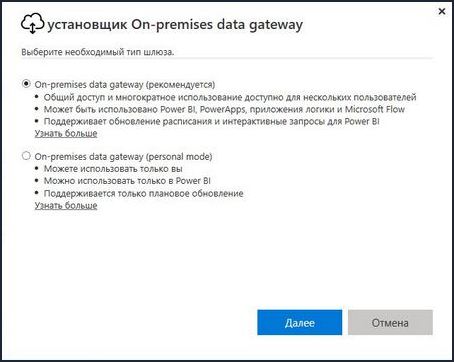 установщик On-premises data gateway
Выберите необходимый тип шлюза.
On-premises data gateway (рекомендуется)
• Общий доступ и многократное использование доступно для нескольких пользователей
• Может быть использовано Power BI, PowerApps, приложения логики и Microsoft Flow
• Поддерживает обновление расписания и интерактивные запросы для Power BI
Узнать больше
On-premises data gateway (personal mode)
• Можете использовать только вы
• Можно использовать только в Power BI
• Поддерживается только плановое обновление
Узнать больше
Далее
Отмена